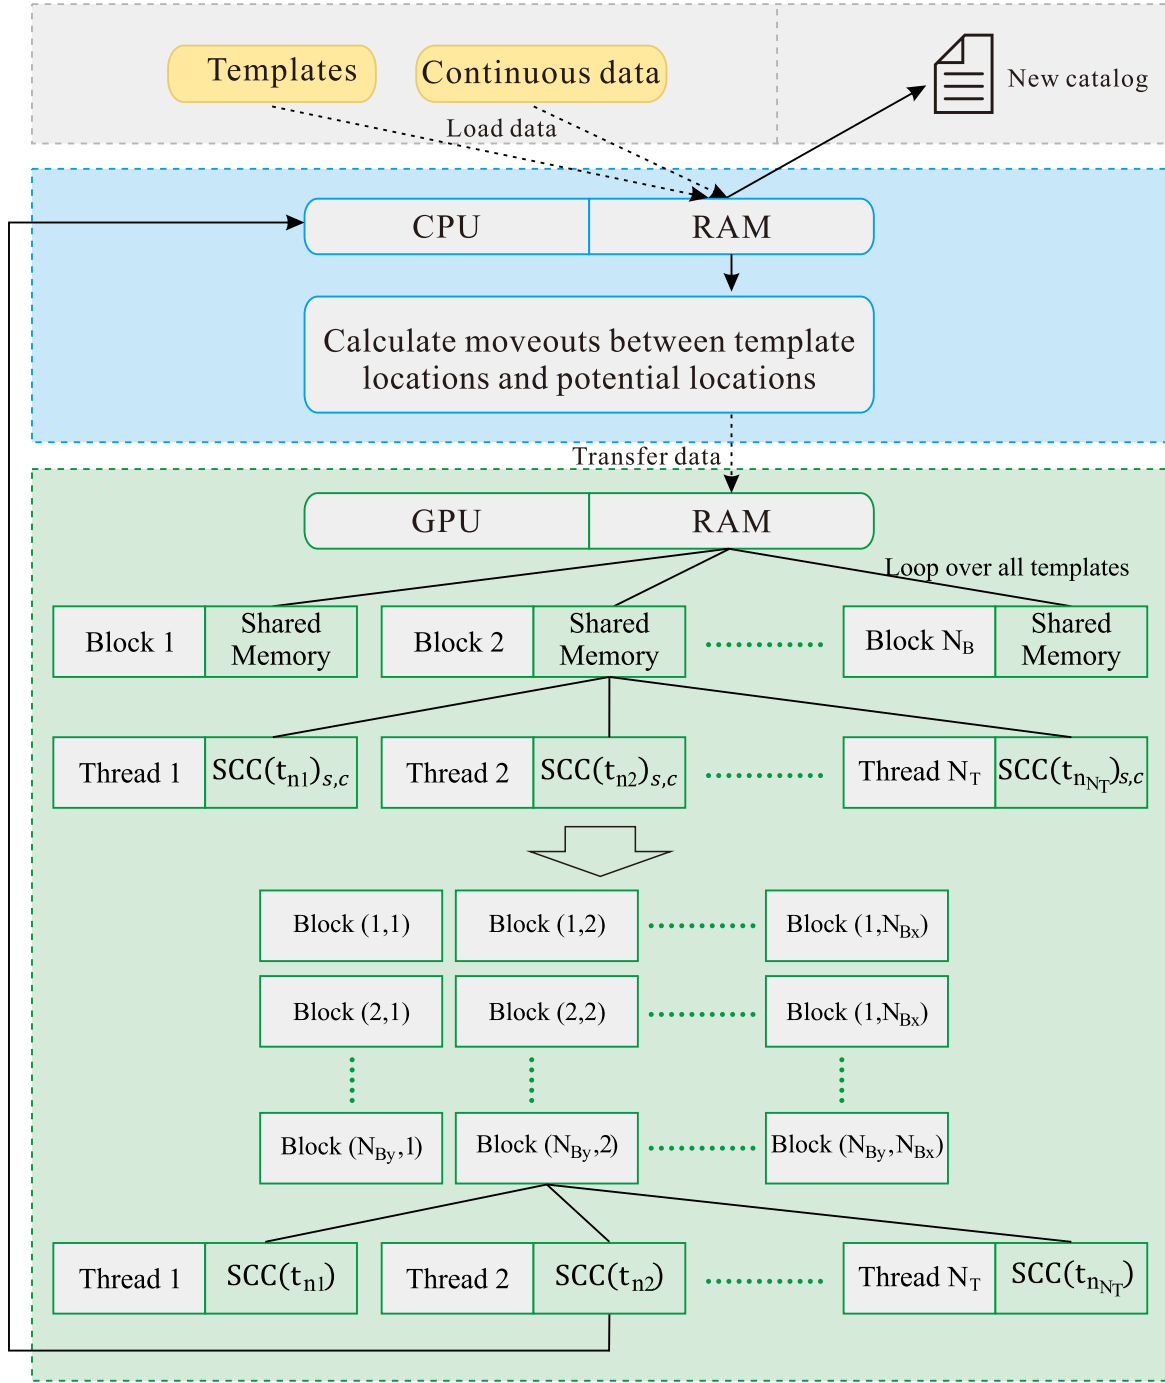 Templates
Continuous data
New catalog
Load data
CPU
RAM
Calculate moveouts between template
locations and potential locations
Transfer data
GPU
RAM
Loop over all templates
Block 1
Shared
Memory
Block 2
Shared
Memory
Block N_B
Shared
Memory
Thread 1
SCC(t_n1)_s,c
Thread 2
SCC(t_n2)_s,c
Thread N_T
SCC(t_n_N_T)_s,c
Block (1,1)
Block (1,2)
Block (1,N_Bx)
Block (2,1)
Block (2,2)
Block (1,N_Bx)
Block (N_By,1)
Block (N_By,2)
Block (N_By,N_Bx)
Thread 1
SCC(t_n1)
Thread 2
SCC(t_n2)
Thread N_T
SCC(t_n_N_T)